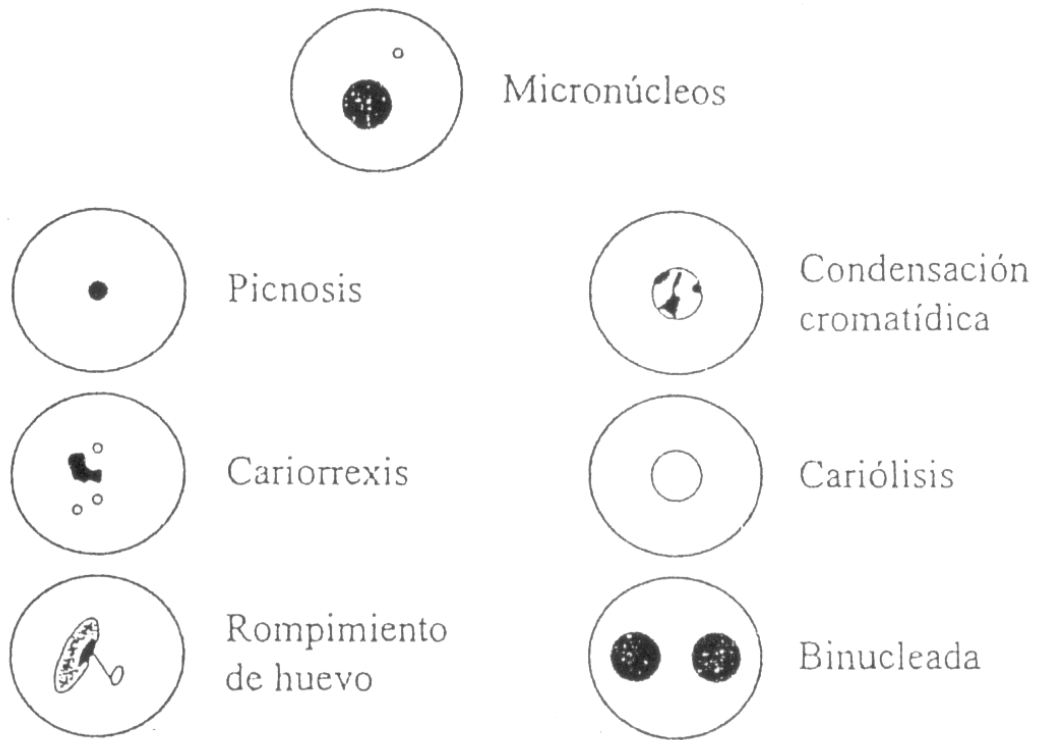 Micronúcleos
Picnosis
Condensación
cromatídica
Cariorrexis
Cariólisis
Rompimiento
de huevo
Binucleada